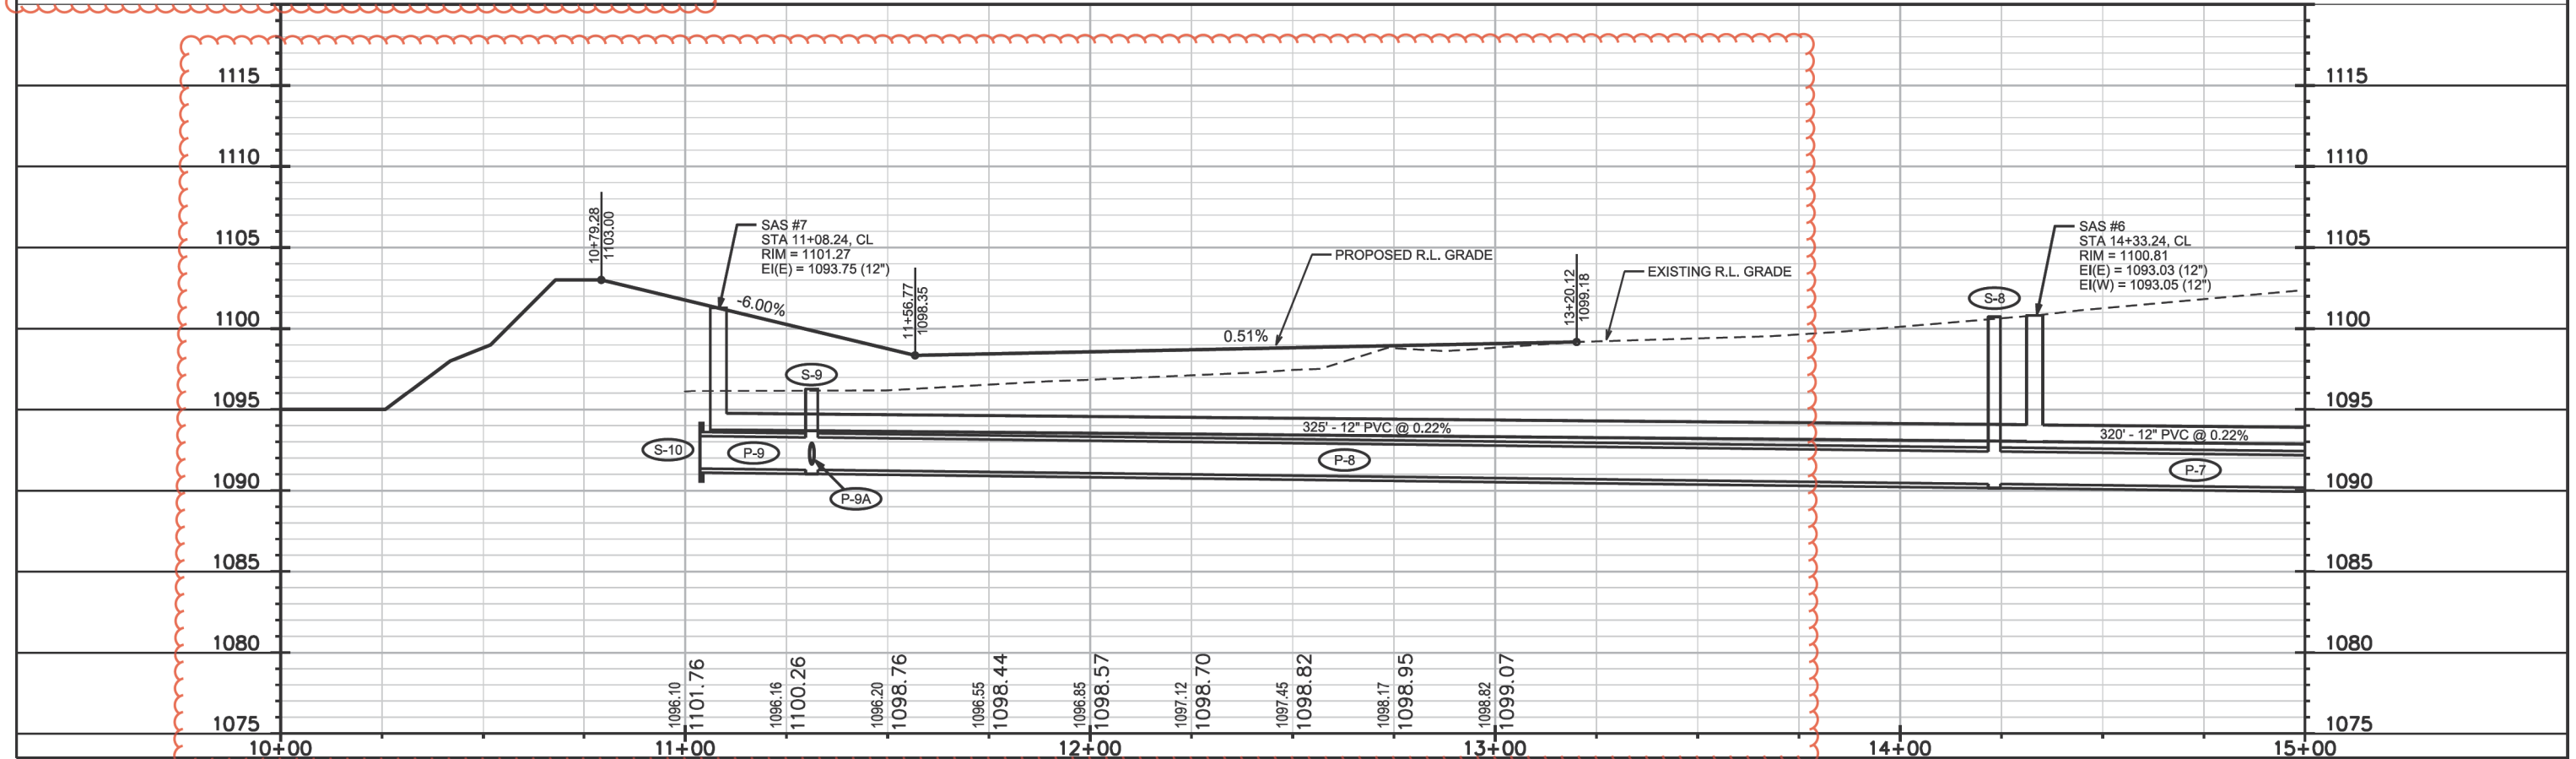 1115
1115
1110
1110
10+79.28
1103.00
SAS #7
STA 11+08.24, CL
RIM = 1101.27
EI(E) = 1093.75 (12")
SAS #6
STA 14+33.24, CL
RIM = 1100.81
EI(E) = 1093.03 (12")
EI(W) = 1093.05 (12")
1105
1105
PROPOSED R.L. GRADE
EXISTING R.L. GRADE
-6.00%
11+56.77
1098.35
13+20.12
1099.18
S-8
1100
1100
0.51%
S-9
1095
1095
325' - 12" PVC @ 0.22%
320' - 12" PVC @ 0.22%
S-10
P-9
P-8
P-7
P-9A
1090
1090
1085
1085
1080
1080
1096.10
1101.76
1096.16
1100.26
1096.20
1098.76
1096.55
1098.44
1096.85
1098.57
1097.12
1098.70
1097.45
1098.82
1098.17
1098.95
1098.82
1099.07
1075
1075
10+00
11+00
12+00
13+00
14+00
15+00